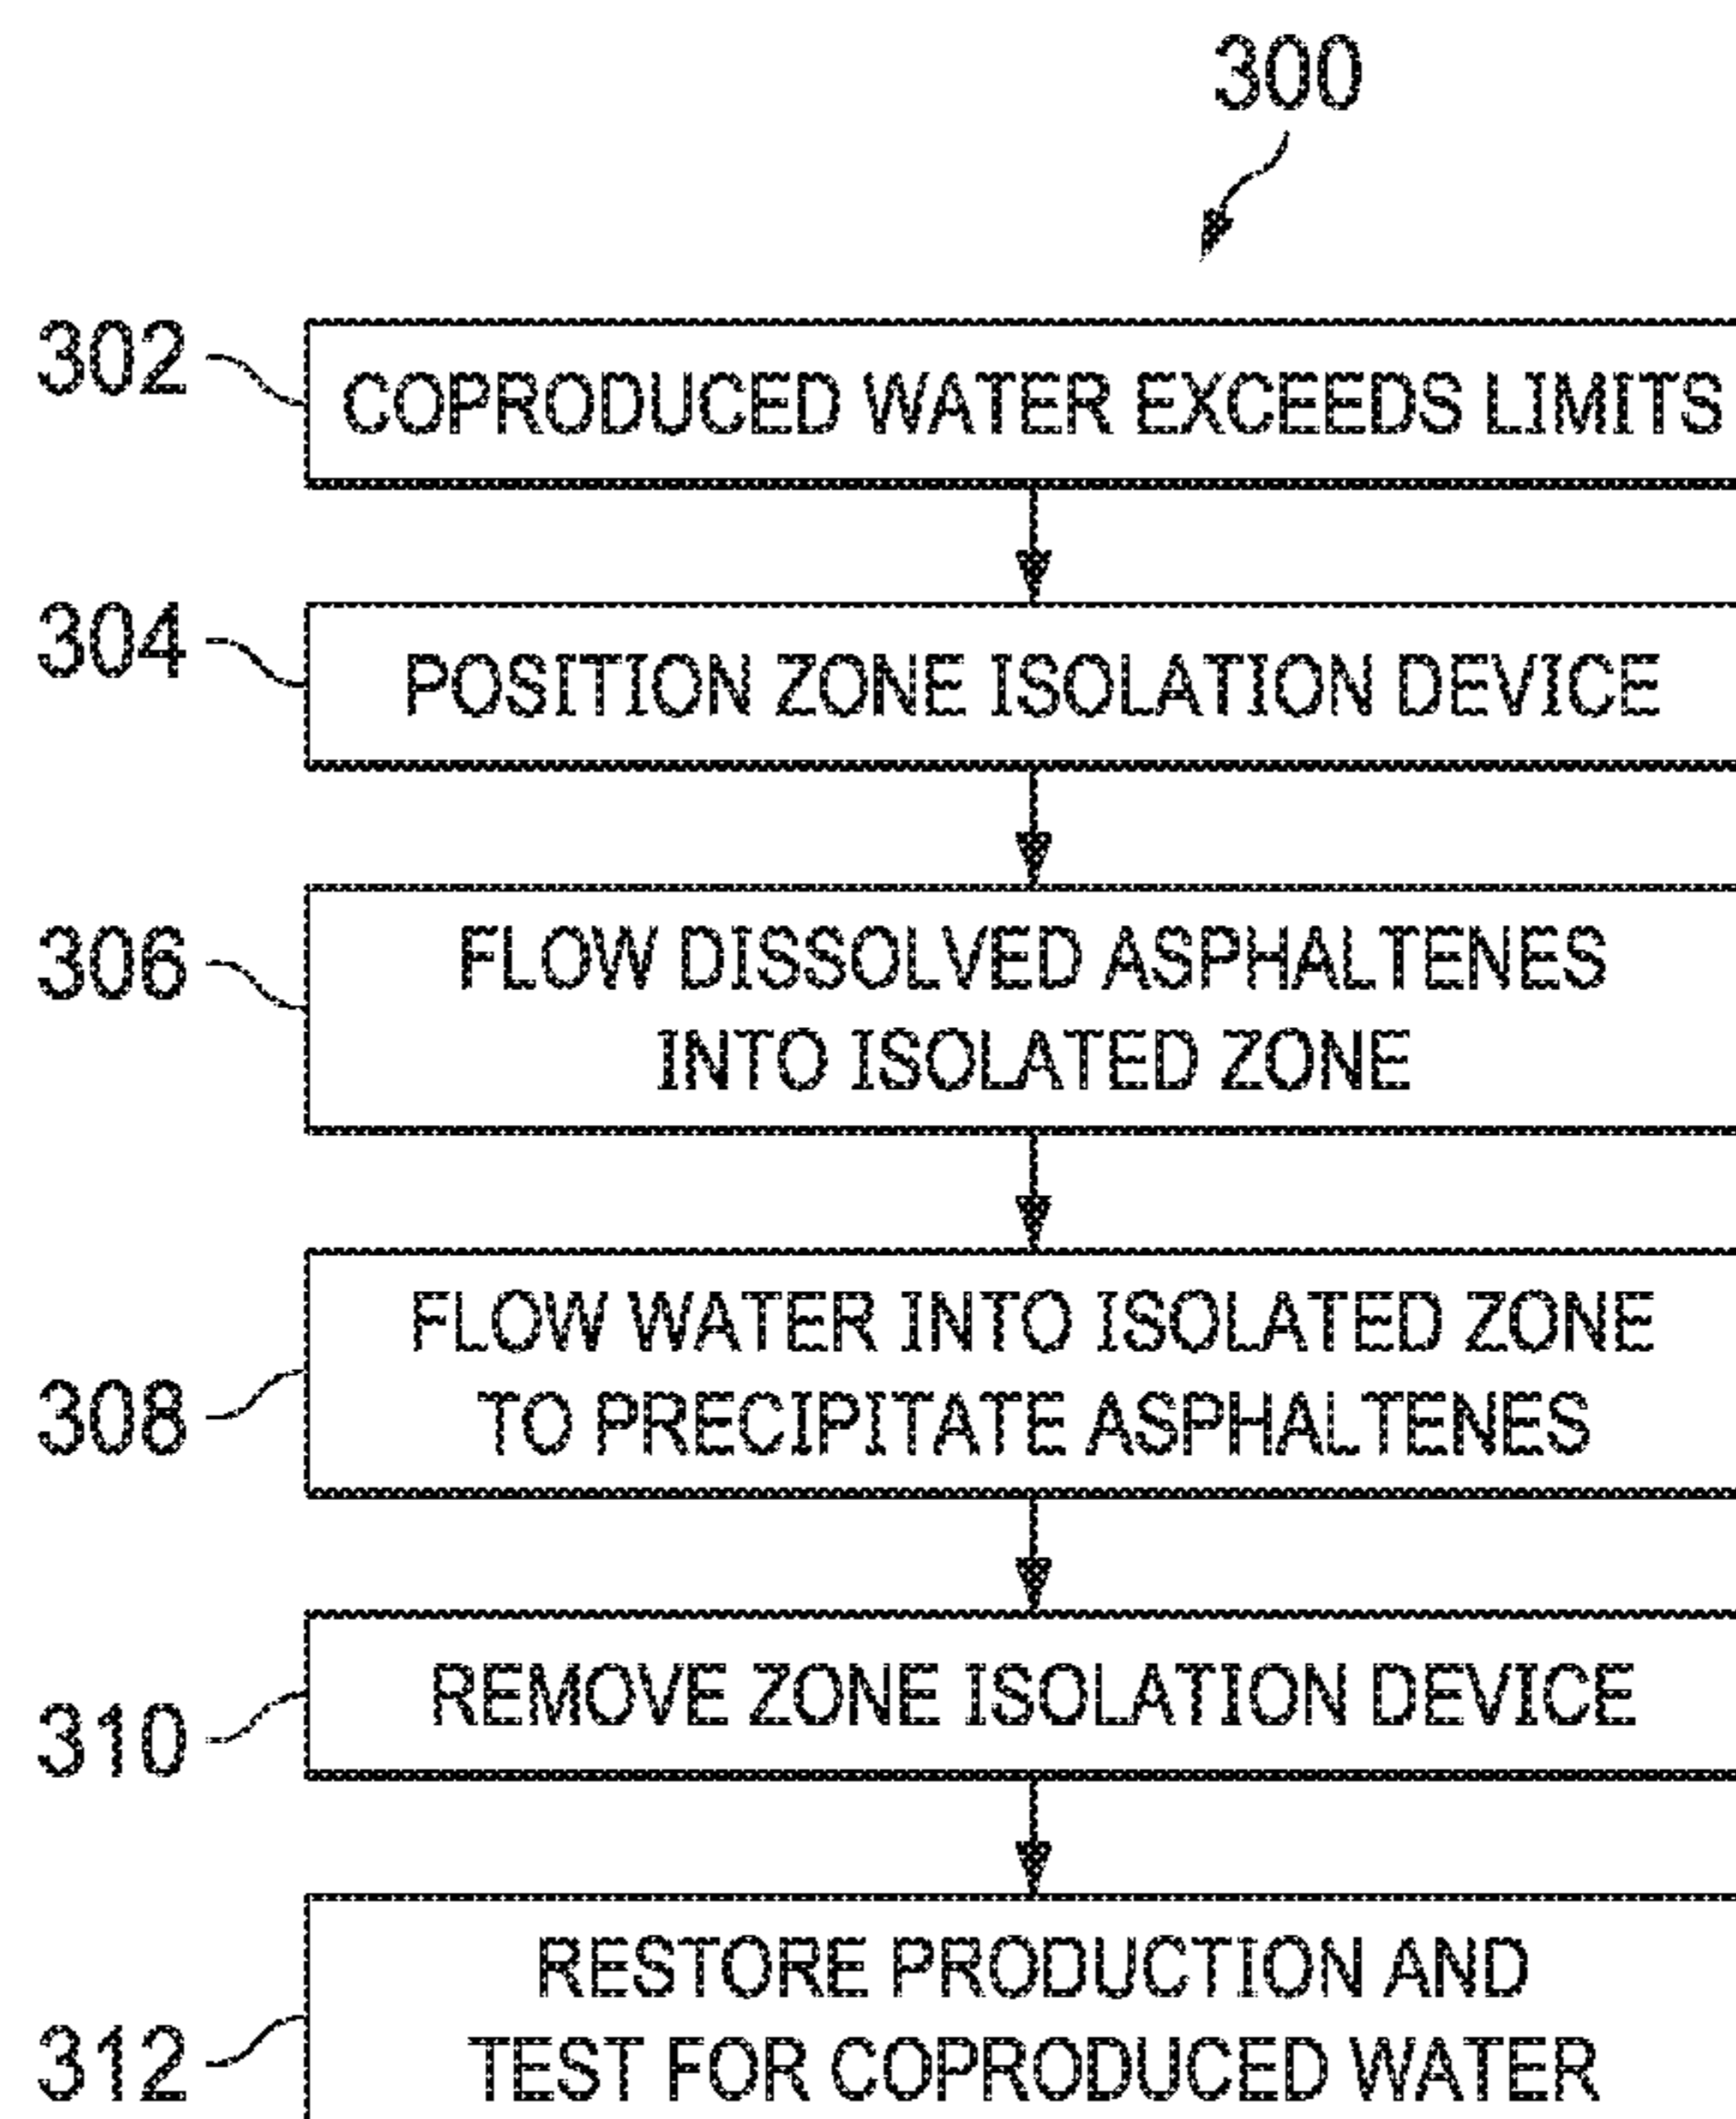 300
302
COPRODUCED WATER EXCEEDS LIMITS
304
POSITION ZONE ISOLATION DEVICE
306
FLOW DISSOLVED ASPHALTENES
INTO ISOLATED ZONE
308
FLOW WATER INTO ISOLATED ZONE
TO PRECIPITATE ASPHALTENES
310
REMOVE ZONE ISOLATION DEVICE
312
RESTORE PRODUCTION AND
TEST FOR COPRODUCED WATER